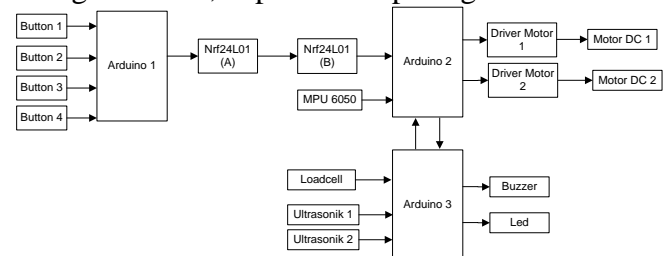 Button 1
Button 2
Button 3
Button 4
Arduino 1
Nrf24L01
(A)
Nrf24L01
(B)
MPU 6050
Arduino 2
Driver Motor
1
Motor DC 1
Driver Motor
2
Motor DC 2
Loadcell
Ultrasonik 1
Ultrasonik 2
Arduino 3
Buzzer
Led